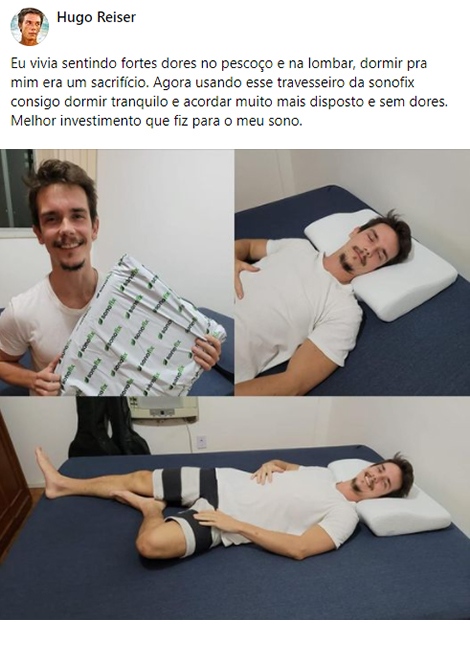 Hugo Reiser
Eu vivia sentindo fortes dores no pescoço e na lombar, dormir pra
mim era um sacrifício. Agora usando esse travesseiro da sonofix
consigo dormir tranquilo e acordar muito mais disposto e sem dores.
Melhor investimento que fiz para o meu sono.
sonofix